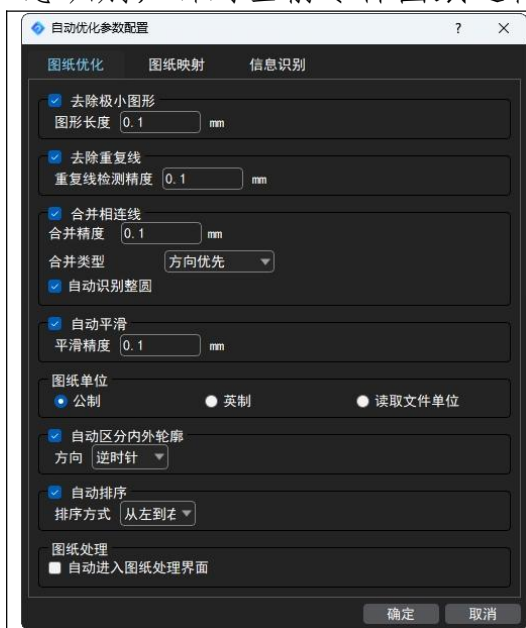 自动优化参数配置 ? ×
图纸优化 图纸映射 信息识别
去除极小图形
图形长度 0.1 mm
去除重复线
重复线检测精度 0.1 mm
合并相连线
合并精度 0.1 mm
合并类型 方向优先
自动识别整圆
自动平滑
平滑精度 0.1 mm
图纸单位
公制 英制 读取文件单位
自动区分内外轮廓
方向 逆时针
自动排序
排序方式 从左到
图纸处理
自动进入图纸处理界面
确定 取消